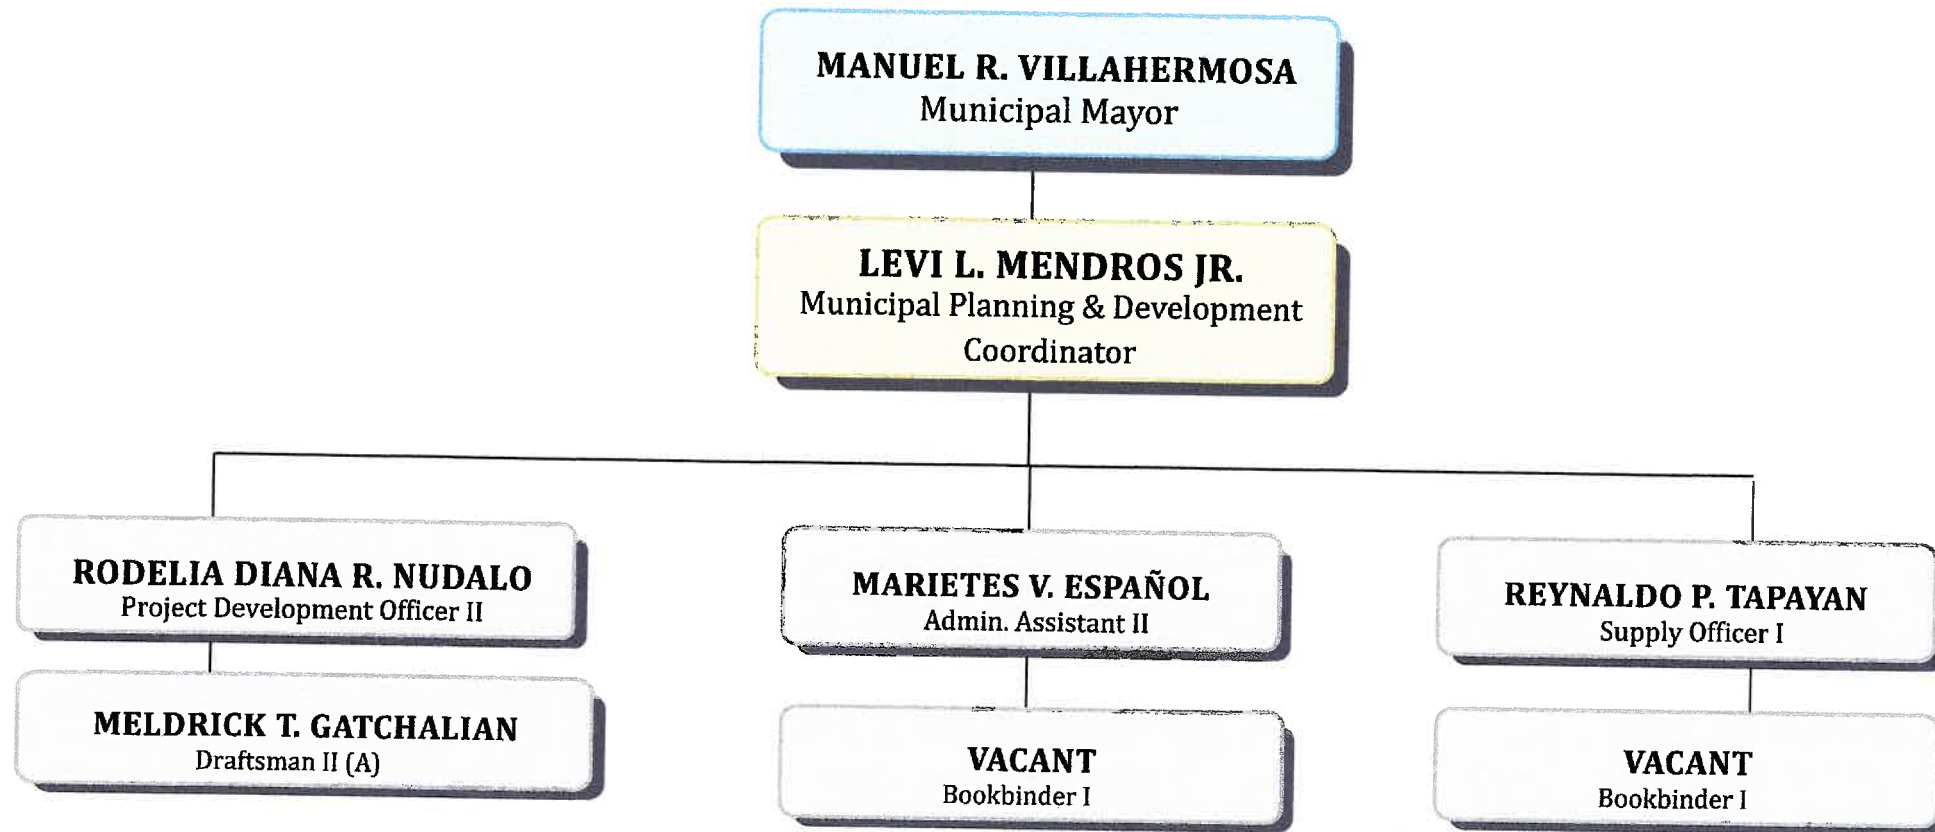 MANUEL R. VILLAHERMOSA
Municipal Mayor
LEVI L. MENDROS JR.
Municipal Planning & Development
Coordinator
RODELIA DIANA R. NUDALO
Project Development Officer II
MARIETES V. ESPAÑOL
Admin. Assistant II
REYNALDO P. TAPAYAN
Supply Officer I
MELDRICK T. GATCHALIAN
Draftsman II (A)
VACANT
Bookbinder I
VACANT
Bookbinder I